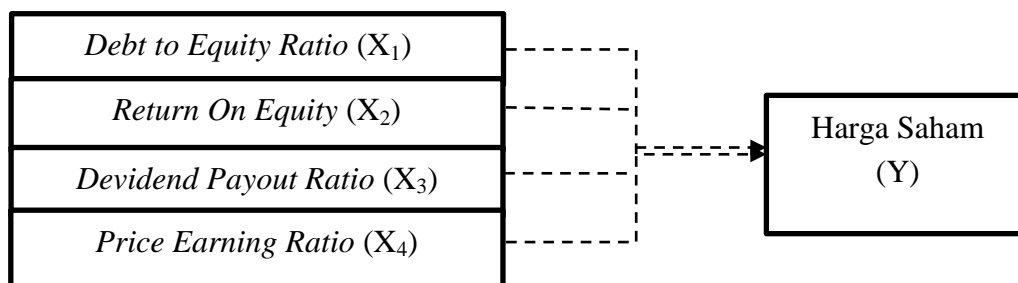 Debt to Equity Ratio (X₁)
Return On Equity (X₂)
Devidend Payout Ratio (X₃)
Price Earning Ratio (X₄)
Harga Saham
(Y)